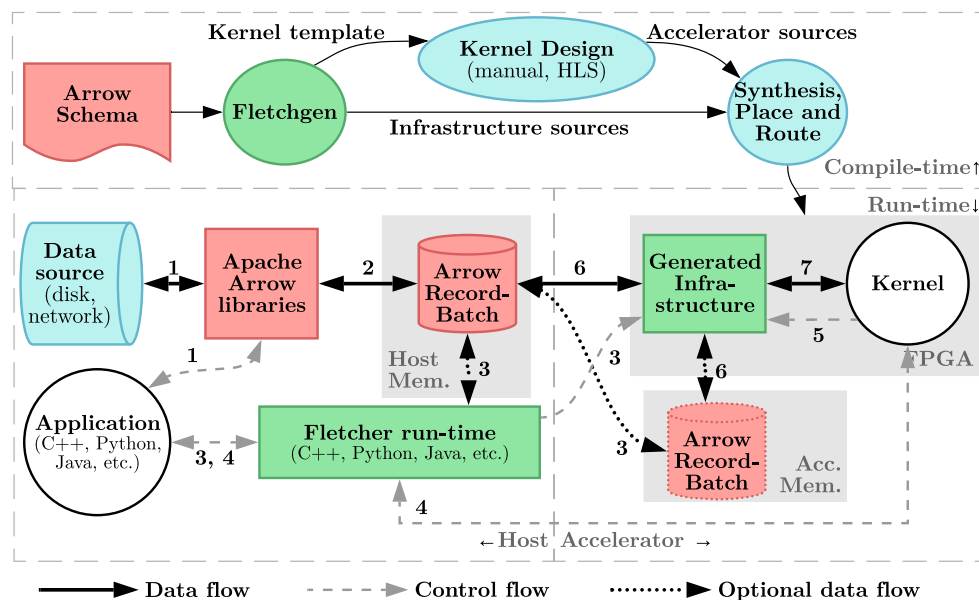 Kernel template
Kernel Design
(manual, HLS)
Accelerator sources
Arrow
Schema
Fletchgen
Infrastructure sources
Synthesis,
Place and
Route
Compile-time↑
Run-time↓
Data
source
(disk,
network)
1
Apache
Arrow
libraries
2
Arrow
Record-
Batch
6
Generated
Infra-
structure
7
Kernel
1
Host
Mem.
3
3
5
FPGA
6
Application
(C++, Python,
Java, etc.)
3, 4
Fletcher run-time
(C++, Python, Java, etc.)
3
Arrow
Record-
Batch
Acc.
Mem.
4
←Host
Accelerator →
Data flow
Control flow
Optional data flow